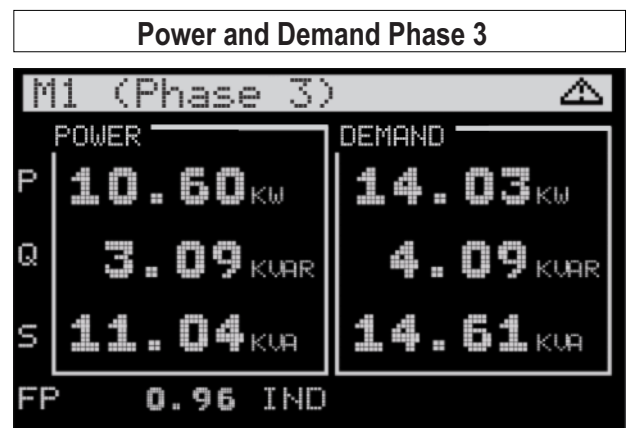 Power and Demand Phase 3
M1 (Phase 3)
POWER DEMAND
P 10.60 KW 14.03 KW
Q 3.09 KVAR 4.09 KVAR
S 11.04 KVA 14.61 KVA
FP 0.96 IND